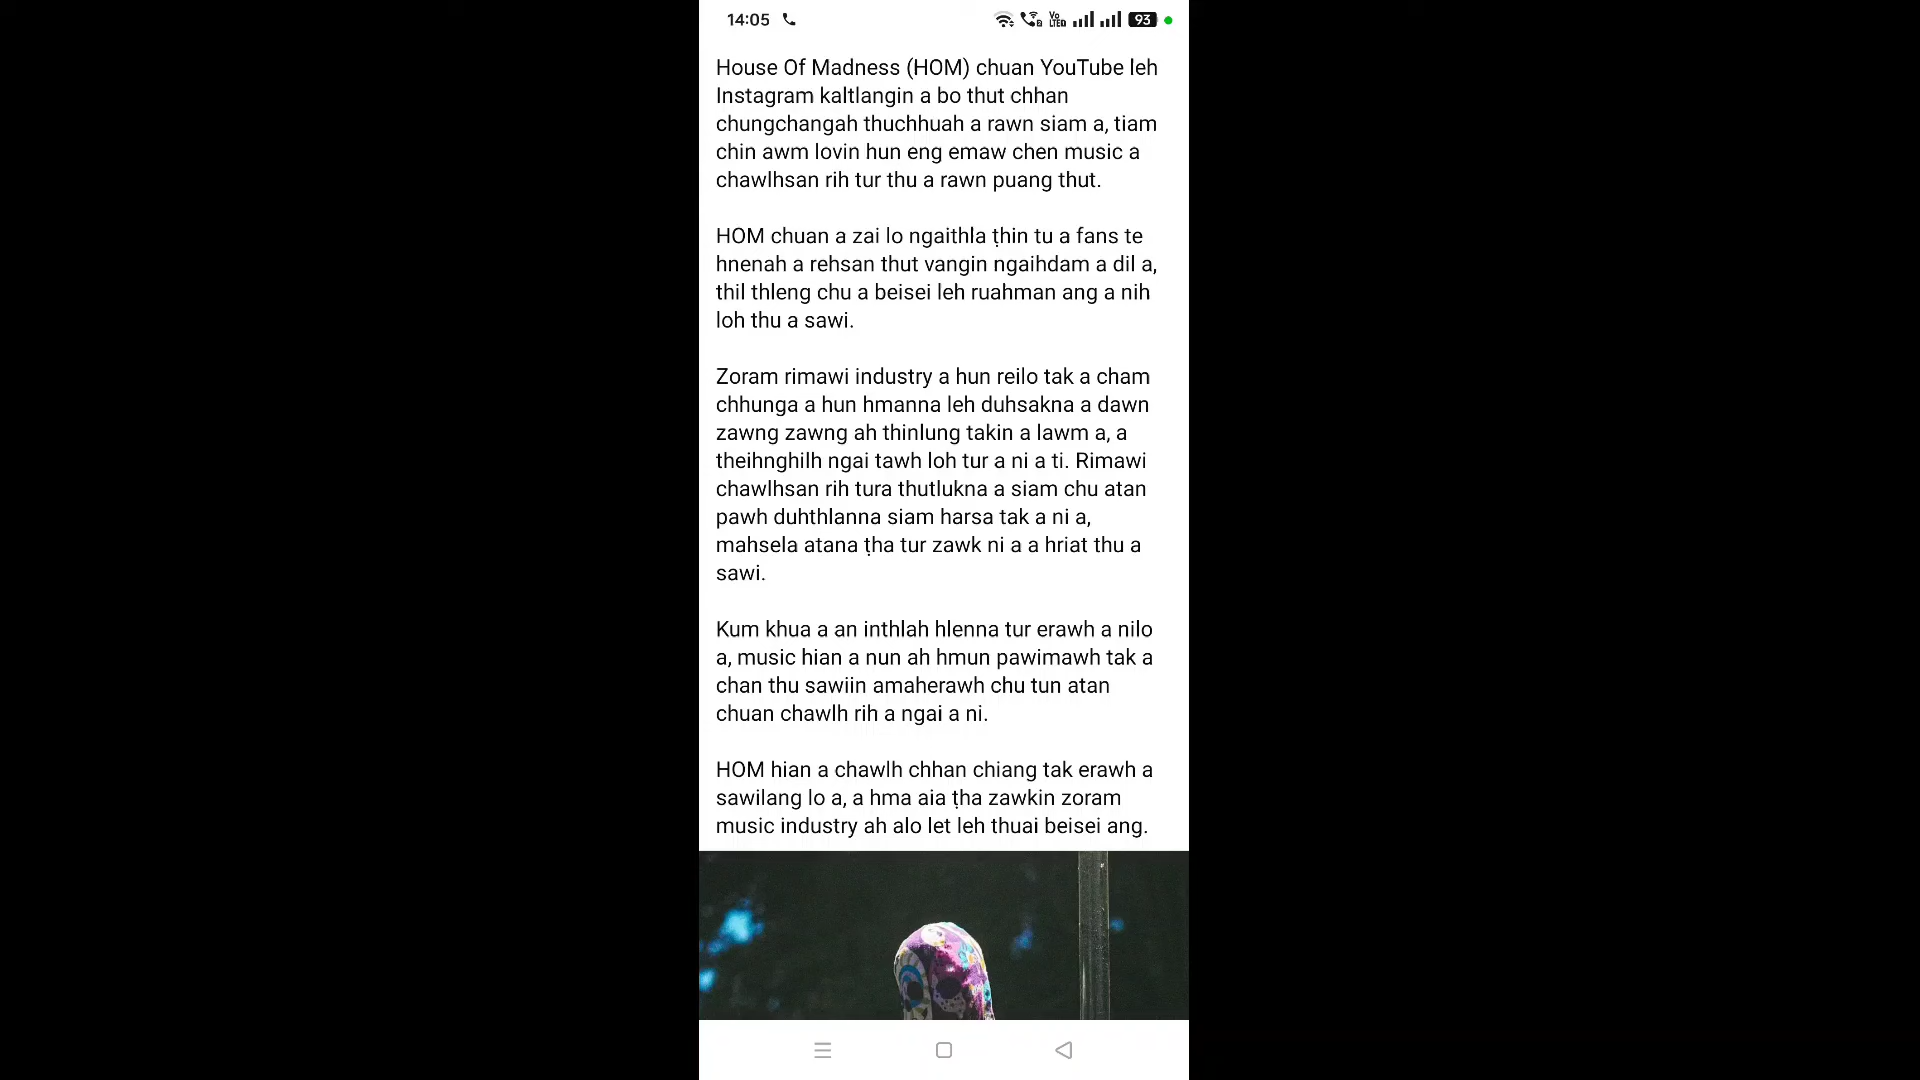 14:05
Vo
LTED
93
House Of Madness (HOM) chuan YouTube leh
Instagram kaltlangin a bo thut chhan
chungchangah thuchhuah a rawn siam a, tiam
chin awm lovin hun eng emaw chen music a
chawlhsan rih tur thu a rawn puang thut.
HOM chuan a zai lo ngaithla ṭhin tu a fans te
hnenah a rehsan thut vangin ngaihdam a dil a,
thil thleng chu a beisei leh ruahman ang a nih
loh thu a sawi.
Zoram rimawi industry a hun reilo tak a cham
chhunga a hun hmanna leh duhsakna a dawn
zawng zawng ah thinlung takin a lawm a, a
theihnghilh ngai tawh loh tur a ni a ti. Rimawi
chawlhsan rih tura thutlukna a siam chu atan
pawh duhthlanna siam harsa tak a ni a,
mahsela atana ṭha tur zawk ni a a hriat thu a
sawi.
Kum khua a an inthlah hlenna tur erawh a nilo
a, music hian a nun ah hmun pawimawh tak a
chan thu sawiin amaherawh chu tun atan
chuan chawlh rih a ngai a ni.
HOM hian a chawlh chhan chiang tak erawh a
sawilang lo a, a hma aia ṭha zawkin zoram
music industry ah alo let leh thuai beisei ang.